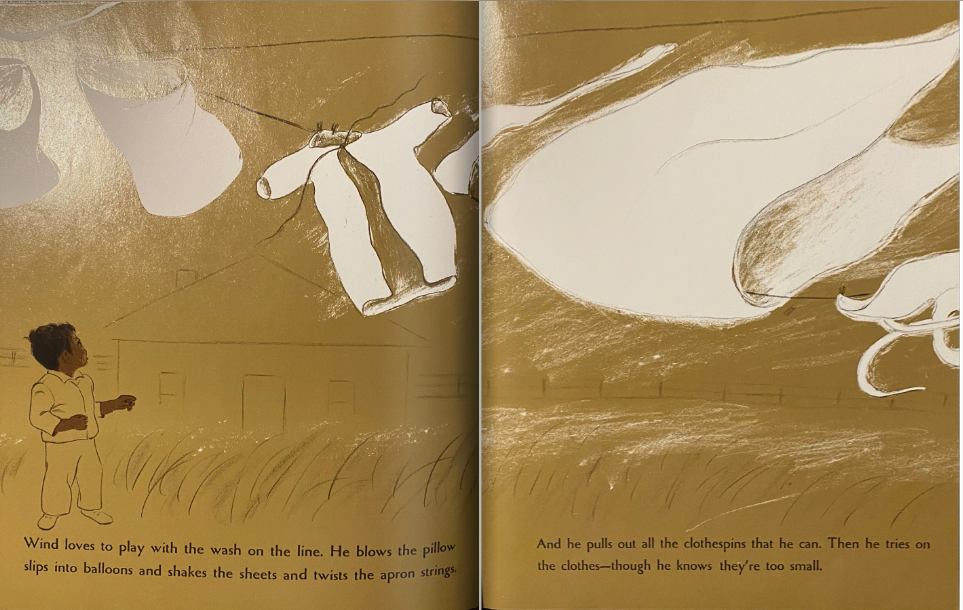 Wind loves to play with the wash on the line. He blows the pillow
slips into balloons and shakes the sheets and twists the apron strings.
And he pulls out all the clothespins that he can. Then he tries on
the clothes—though he knows they're too small.